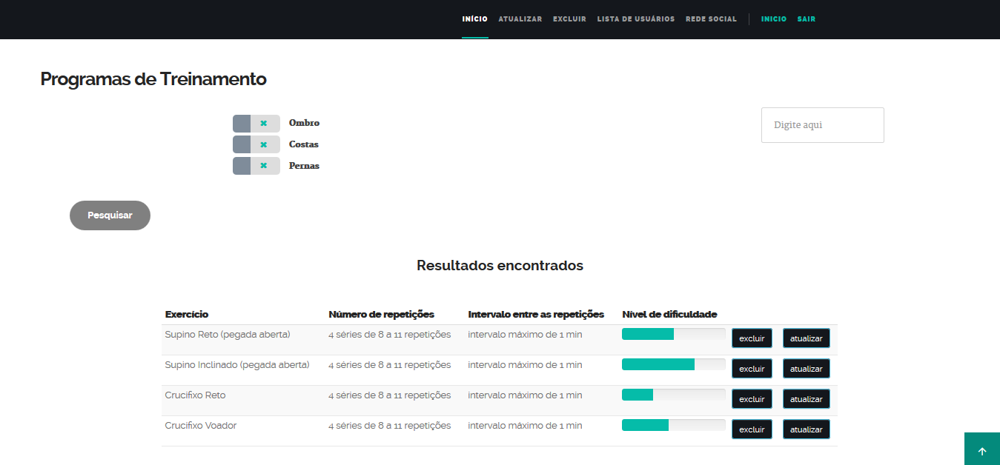 INÍCIO ATUALIZAR EXCLUIR LISTA DE USUÁRIOS REDE SOCIAL INICIO SAIR
Programas de Treinamento
Ombro
Digite aqui
Costas
Pernas
Pesquisar
Resultados encontrados
Exercício Número de repetições Intervalo entre as repetições Nível de dificuldade
Supino Reto (pegada aberta) 4 séries de 8 a 11 repetições intervalo máximo de 1 min excluir atualizar
Supino Inclinado (pegada aberta) 4 séries de 8 a 11 repetições intervalo máximo de 1 min excluir atualizar
Crucifixo Reto 4 séries de 8 a 11 repetições intervalo máximo de 1 min excluir atualizar
Crucifixo Voador 4 séries de 8 a 11 repetições intervalo máximo de 1 min excluir atualizar